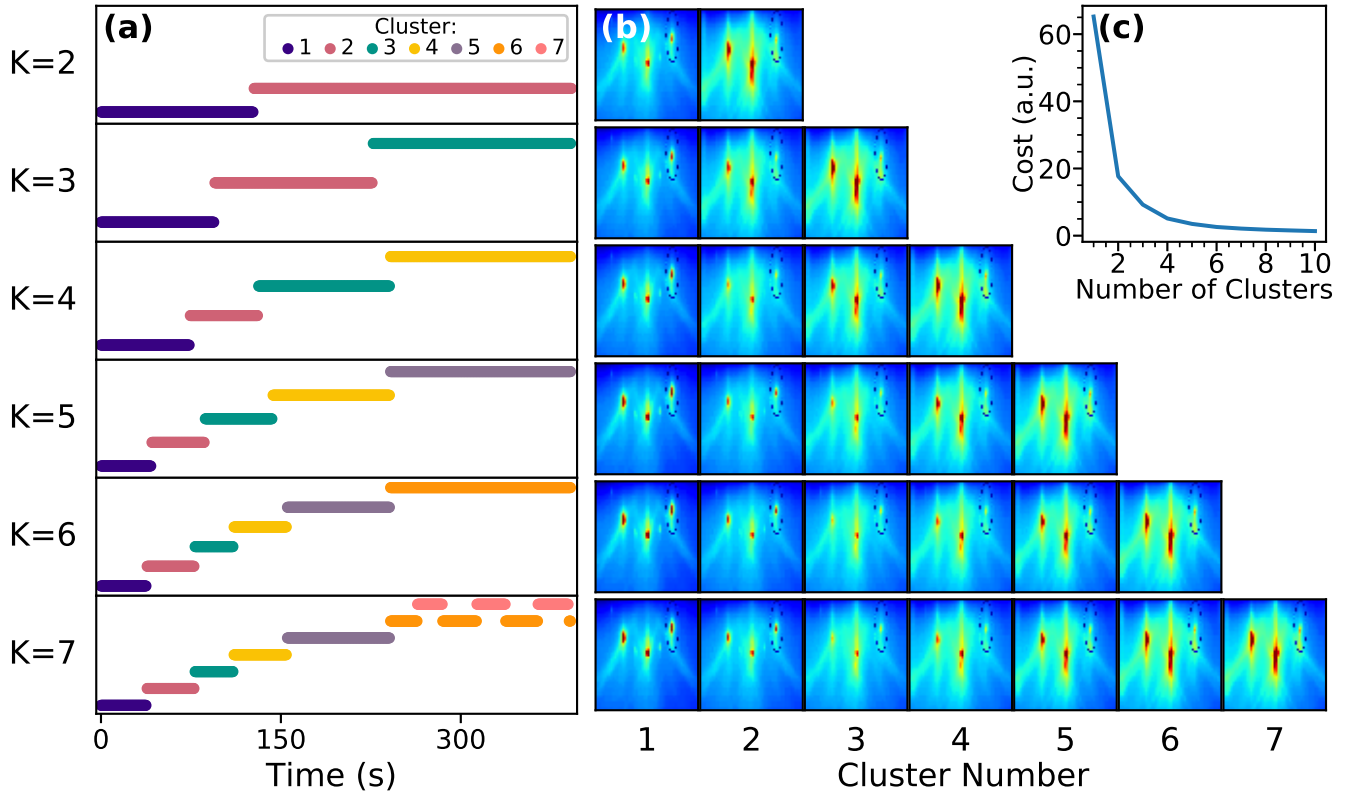 (a)
Cluster:
1 2 3 4 5 6 7
K=2
K=3
K=4
K=5
K=6
K=7
0 150 300
Time (s)
(b)
1 2 3 4 5 6 7
Cluster Number
(c)
60
40
20
0
Cost (a.u.)
2 4 6 8 10
Number of Clusters